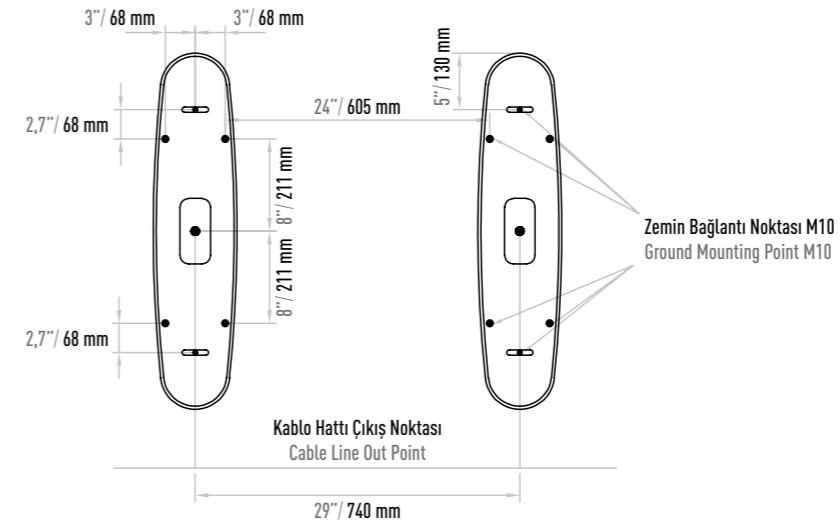 3"/ 68 mm
3"/ 68 mm
5"/ 130 mm
24"/ 605 mm
2,7"/ 68 mm
8"/ 211 mm
8"/ 211 mm
Zemin Bağlantı Noktası M10
Ground Mounting Point M10
2,7"/ 68 mm
Kablo Hattı Çıkış Noktası
Cable Line Out Point
29"/ 740 mm